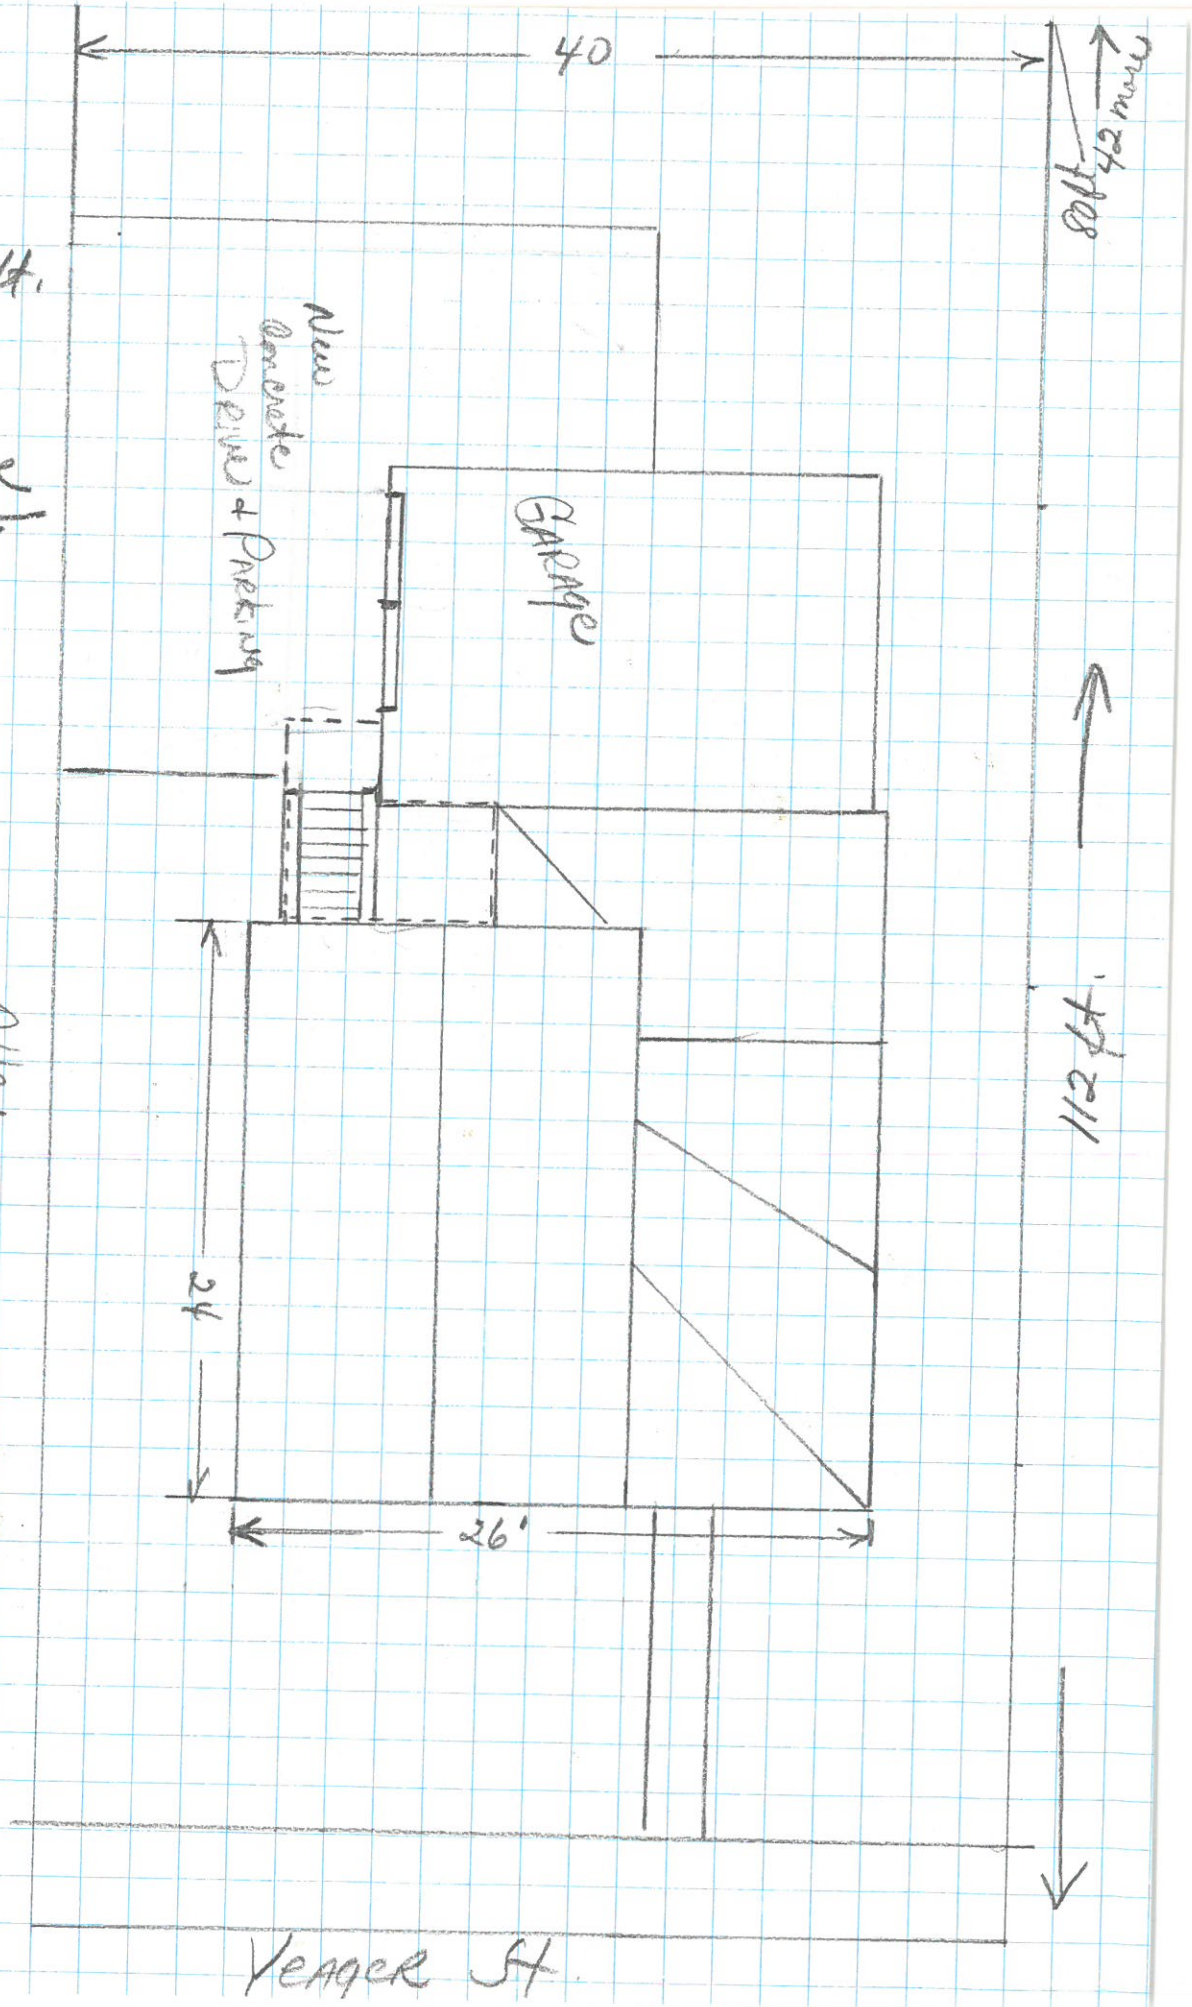 40
80ft
42 more
New
Concrete
Drive + Parking
GARAge
112 ft.
24
26'
YeAgeR St.